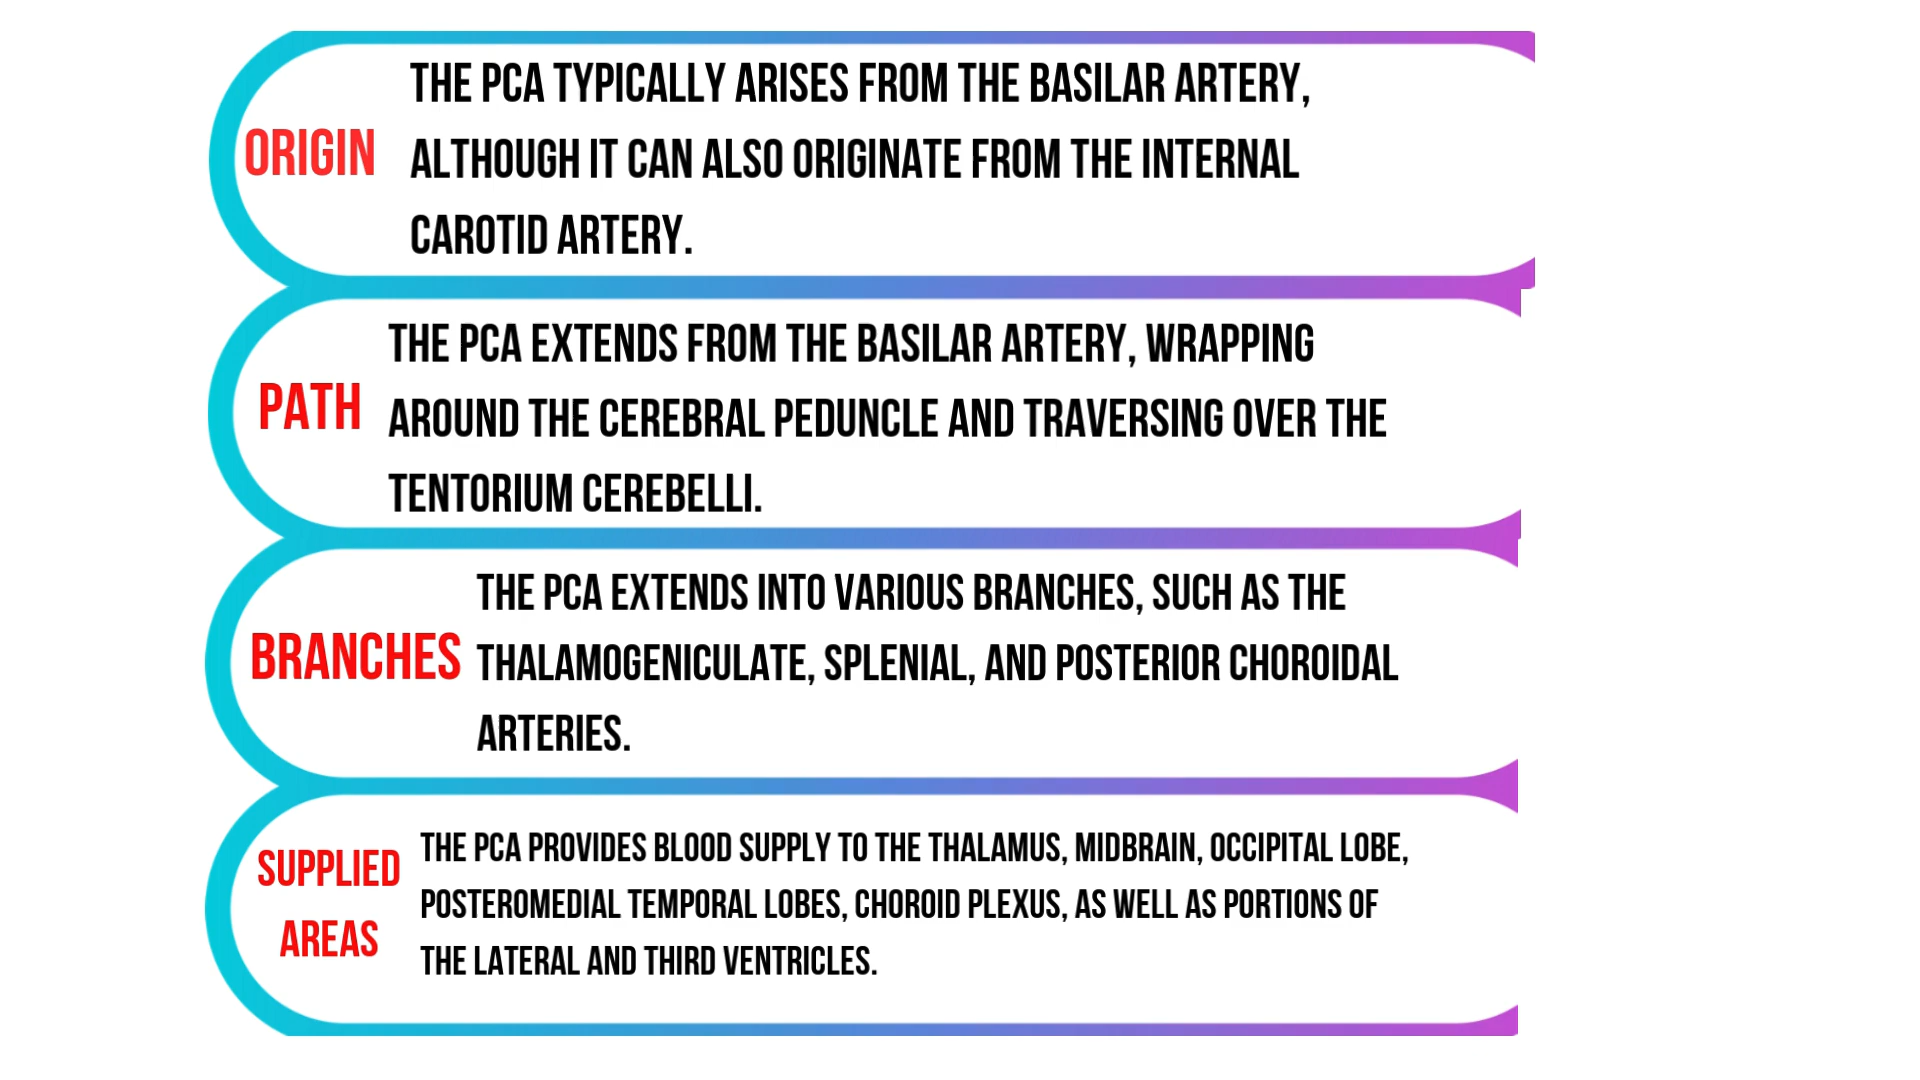 ORIGIN
THE PCA TYPICALLY ARISES FROM THE BASILAR ARTERY,
ALTHOUGH IT CAN ALSO ORIGINATE FROM THE INTERNAL
CAROTID ARTERY.
PATH
THE PCA EXTENDS FROM THE BASILAR ARTERY, WRAPPING
AROUND THE CEREBRAL PEDUNCLE AND TRAVERSING OVER THE
TENTORIUM CEREBELLI.
BRANCHES
THE PCA EXTENDS INTO VARIOUS BRANCHES, SUCH AS THE
THALAMOGENICULATE, SPLENIAL, AND POSTERIOR CHOROIDAL
ARTERIES.
SUPPLIED
AREAS
THE PCA PROVIDES BLOOD SUPPLY TO THE THALAMUS, MIDBRAIN, OCCIPITAL LOBE,
POSTEROMEDIAL TEMPORAL LOBES, CHOROID PLEXUS, AS WELL AS PORTIONS OF
THE LATERAL AND THIRD VENTRICLES.